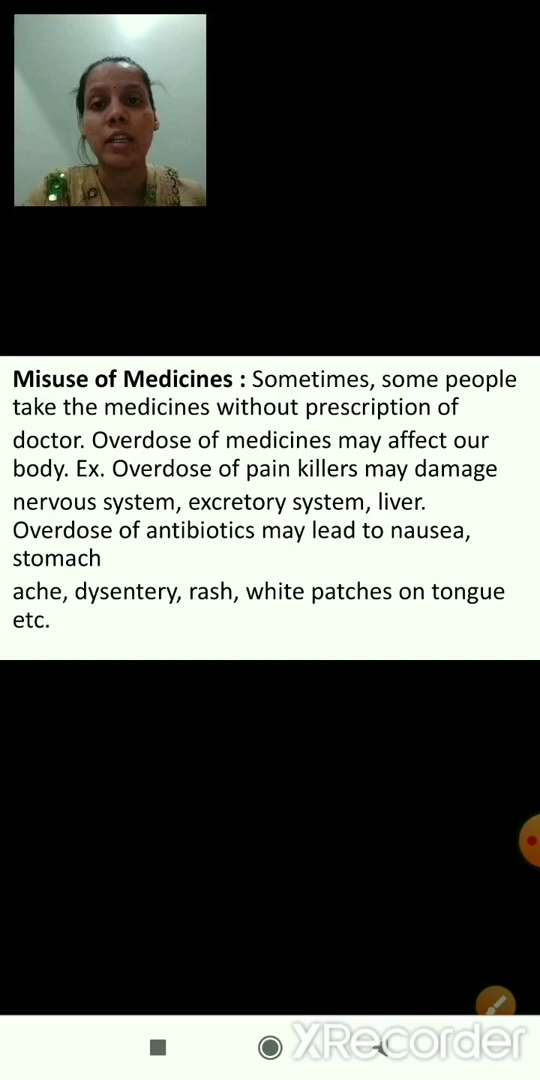 Misuse of Medicines : Sometimes, some people
take the medicines without prescription of
doctor. Overdose of medicines may affect our
body. Ex. Overdose of pain killers may damage
nervous system, excretory system, liver.
Overdose of antibiotics may lead to nausea,
stomach
ache, dysentery, rash, white patches on tongue
etc.
XRecorder